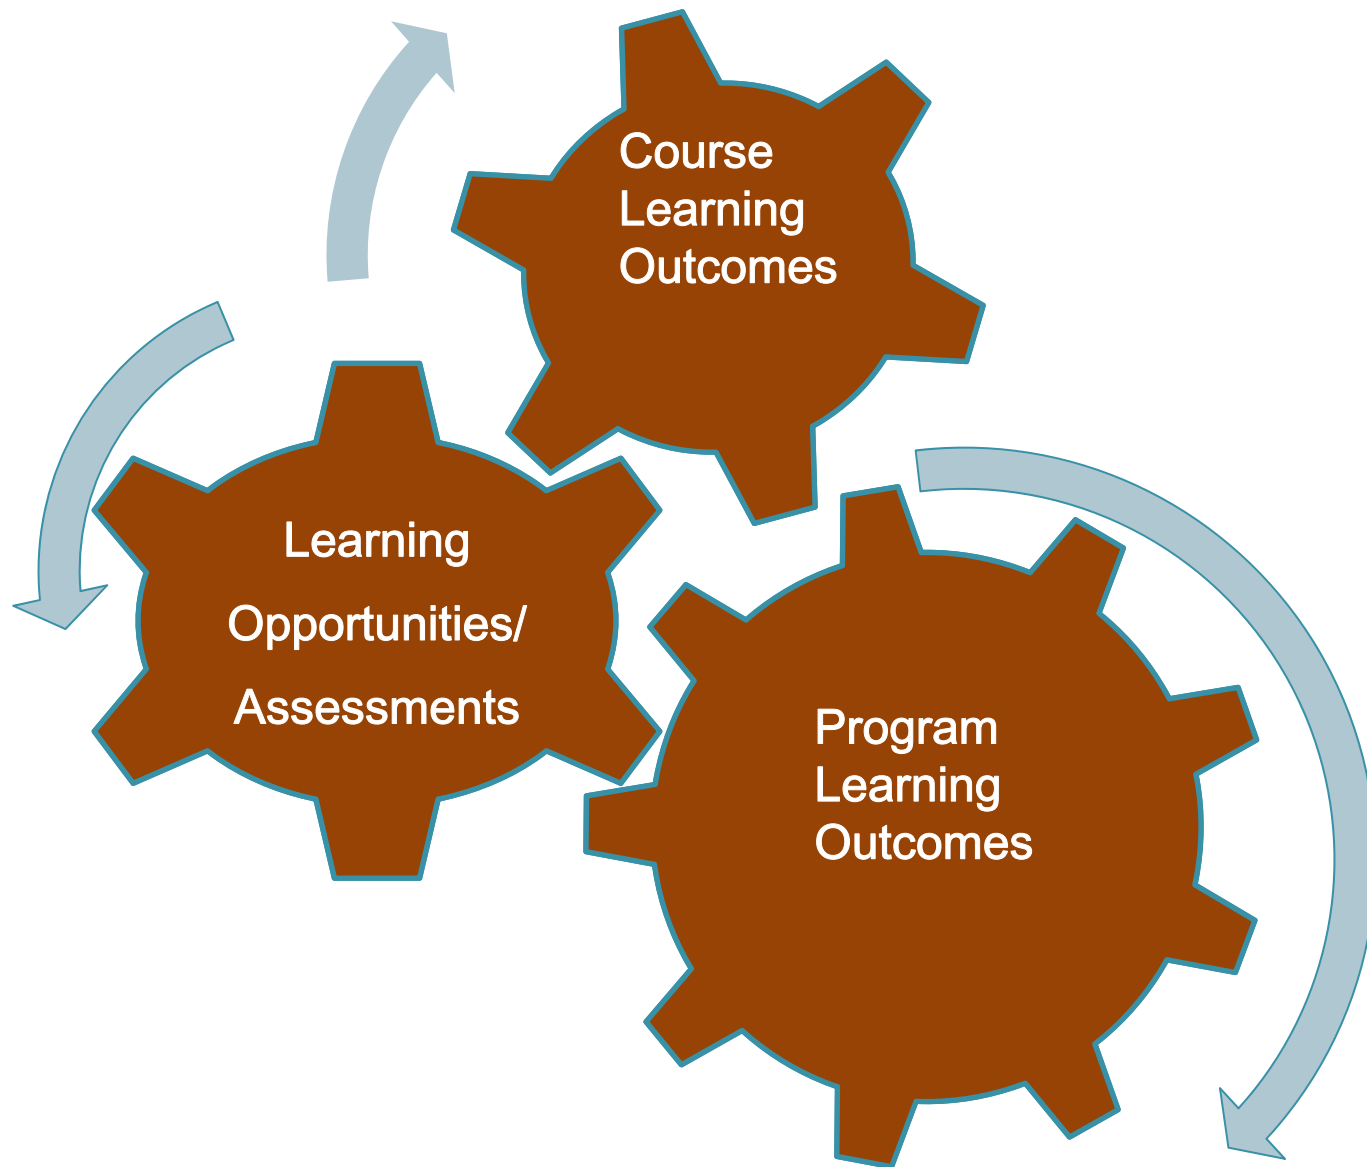 Course
Learning
Outcomes
Learning
Opportunities/
Assessments
Program
Learning
Outcomes